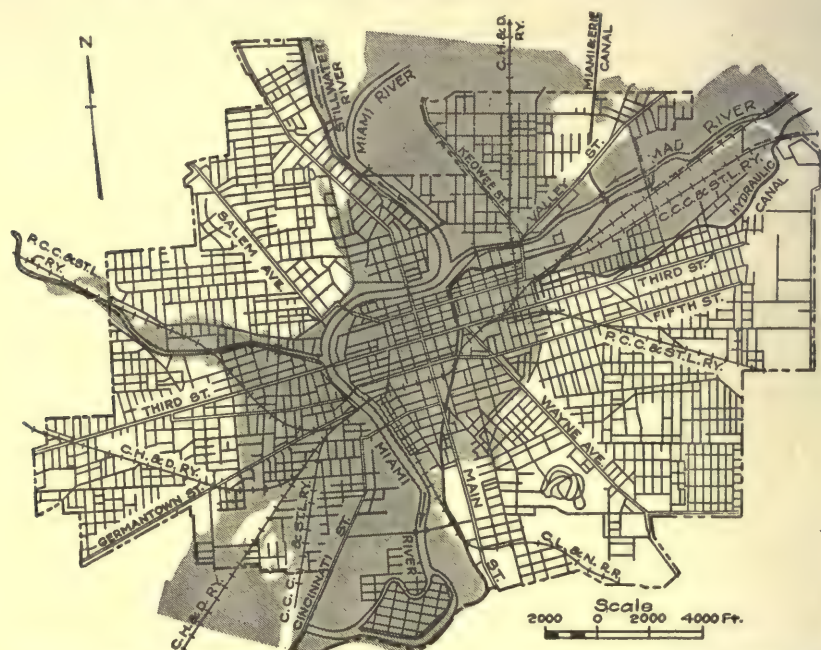 N
C.H.&D.
RY.
MIAMI & ERIE
CANAL
STILLWATER
RIVER
MIAMI RIVER
KEOWEE ST.
VALLEY ST.
MAD RIVER
C.C.C. & ST.L. RY.
HYDRAULIC
CANAL
SALEM AVE.
P.C.C. & ST.L.
RY.
THIRD ST.
FIFTH ST.
P.C.C. & ST.L. RY.
WAYNE AVE.
THIRD ST.
C.H. & D. RY.
GERMANTOWN ST.
MIAMI
RIVER
MAIN
ST.
C.L. & N. R.R.
C.H. & D. RY.
C.C.C. & ST.L. RY.
CINCINNATI ST.
Scale
2000 0 2000 4000 Ft.